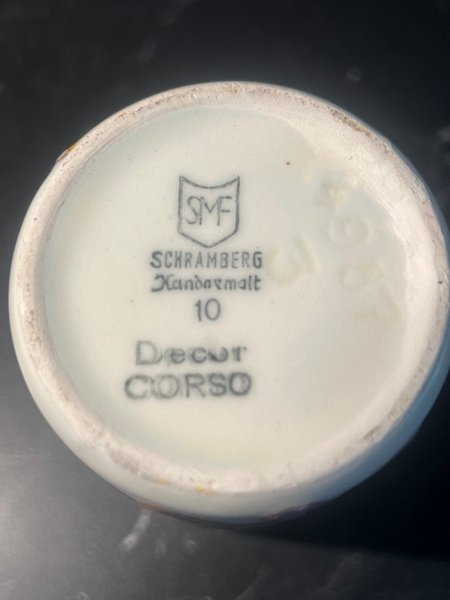 SMF
SCHRAMBERG
Handgemalt
10
Decor
CORSO